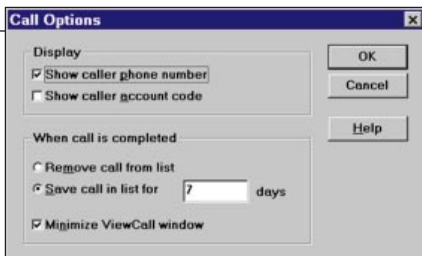 Call Options
Display
Show caller phone number
Show caller account code
When call is completed
Remove call from list
Save call in list for 7 days
Minimize ViewCall window
OK
Cancel
Help